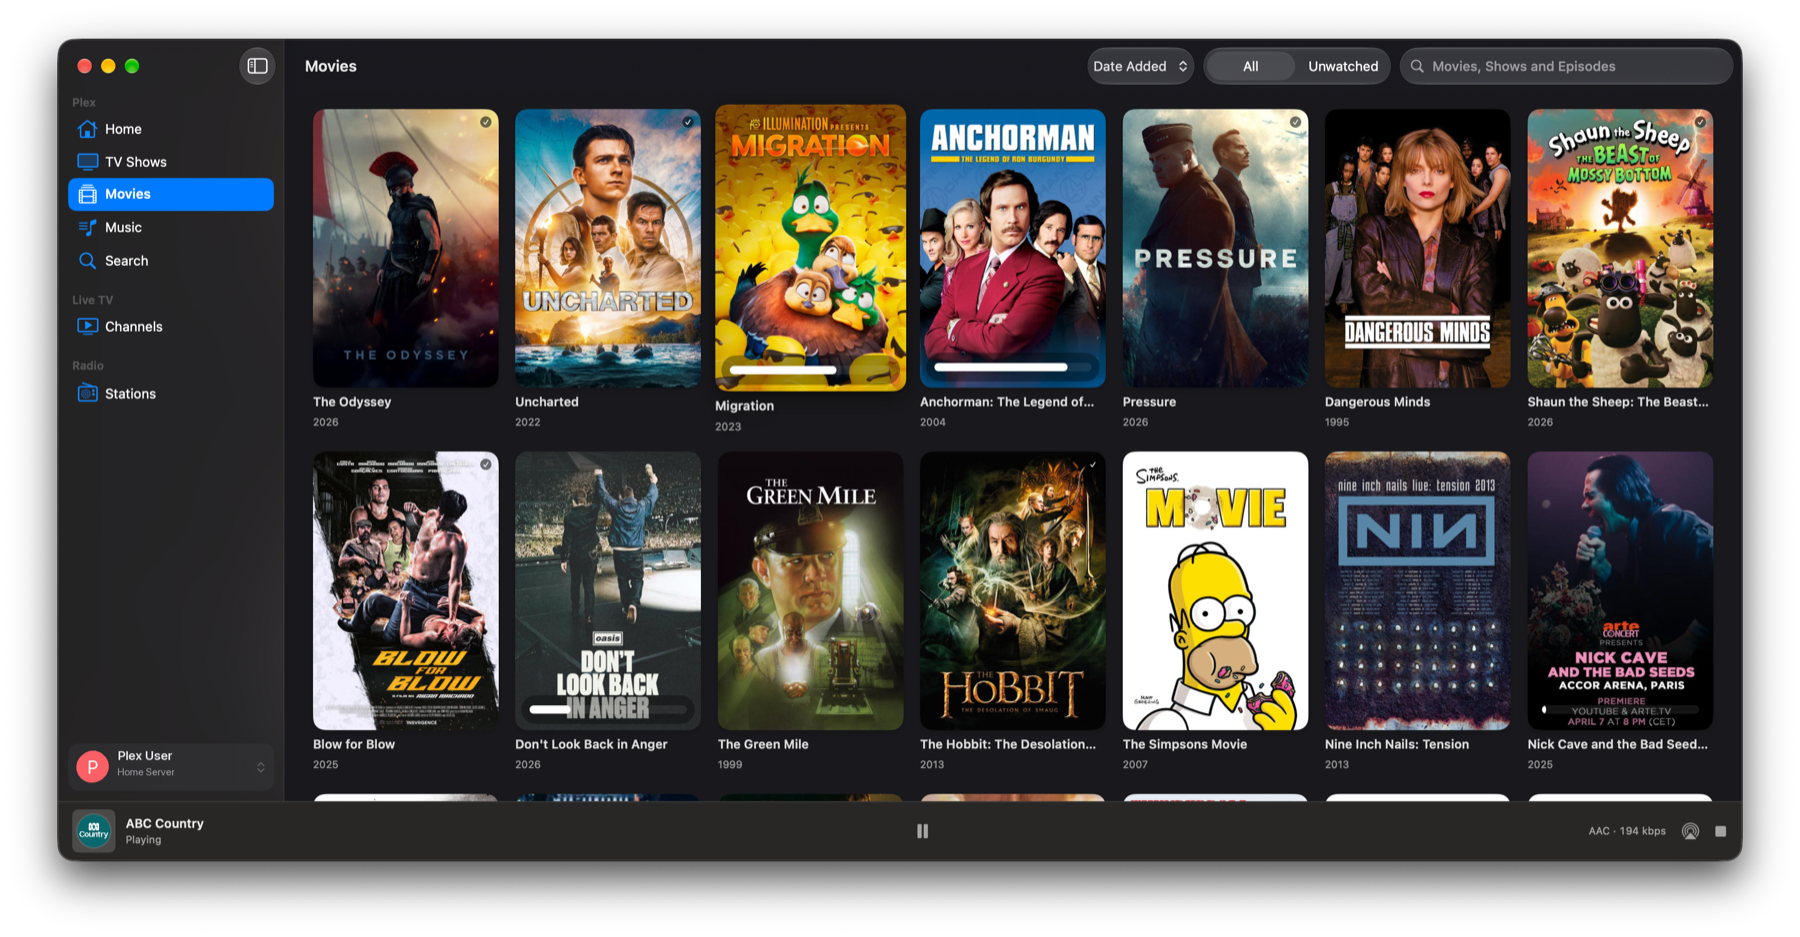 Movies
Date Added
All
Unwatched
Movies, Shows and Episodes
Plex
Home
TV Shows
Movies
Music
Search
Live TV
Channels
Radio
Stations
Plex User
Home Server
P
THE ODYSSEY
The Odyssey
2026
UNCHARTED
Uncharted
2022
ILLUMINATION PRESENTS
MIGRATION
Migration
2023
ANCHORMAN
THE LEGEND OF RON BURGUNDY
Anchorman: The Legend of...
2004
PRESSURE
Pressure
2026
DANGEROUS MINDS
Dangerous Minds
1995
Shaun the Sheep
THE BEAST OF
MOSSY BOTTOM
Shaun the Sheep: The Beast...
2026
BLOW
FOR
BLOW
Blow for Blow
2025
oasis
DON'T
LOOK BACK
IN ANGER
Don't Look Back in Anger
2026
THE
GREEN MILE
The Green Mile
1999
THE
HOBBIT
THE DESOLATION OF SMAUG
The Hobbit: The Desolation...
2013
THE
SIMPSONS
MOVIE
MATT GROENING
The Simpsons Movie
2007
nine inch nails live: tension 2013
NIN
Nine Inch Nails: Tension
2013
arte
CONCERT
PRESENTS
NICK CAVE
AND THE BAD SEEDS
ACCOR ARENA, PARIS
PREMIERE
YOUTUBE & ARTE.TV
APRIL 7 AT 8 PM (CET)
Nick Cave and the Bad Seed...
2025
ABC
Country
ABC Country
Playing
AAC · 194 kbps